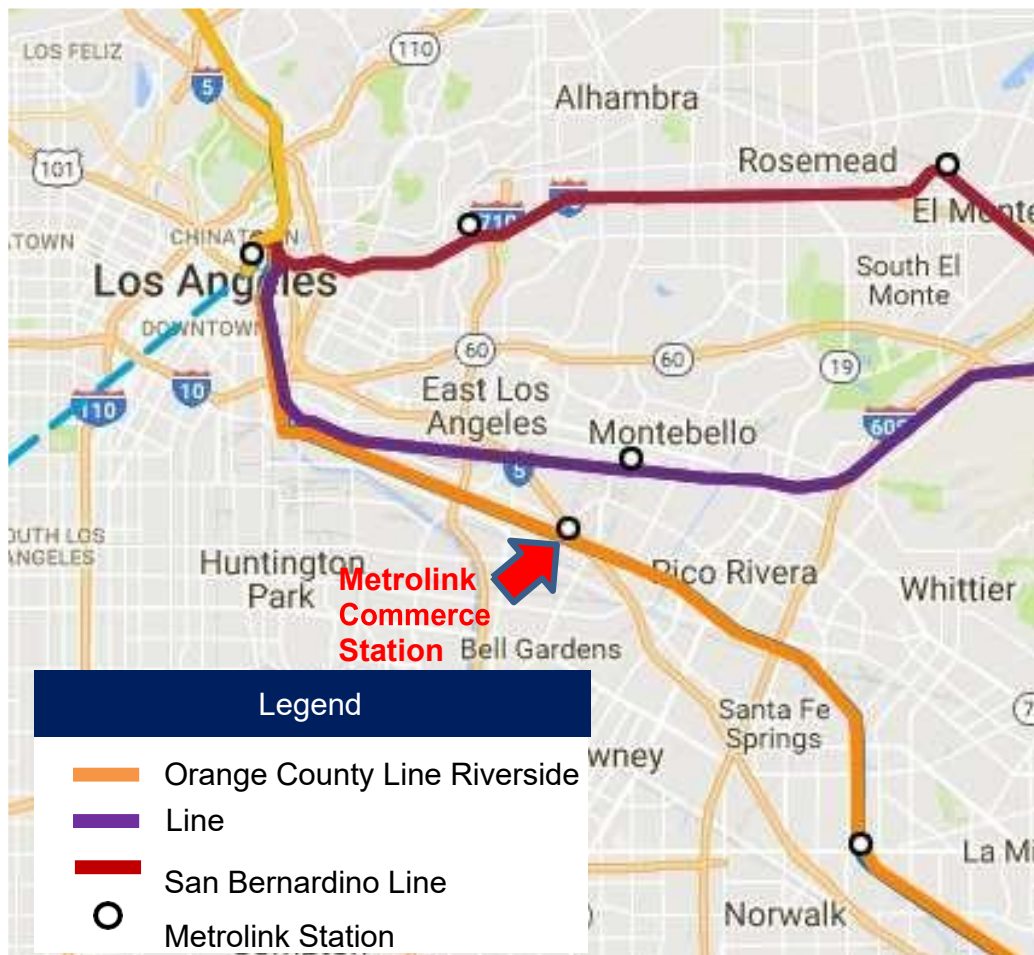 LOS FELIZ
110
5
Alhambra
101
Rosemead
710
El Monte
ATOWN
CHINATOWN
South El
Monte
Los Angeles
DOWNTOWN
60
60
19
10
110
East Los
Angeles
605
Montebello
5
OUTH LOS
ANGELES
Huntington
Park
Metrolink
Commerce
Station
Pico Rivera
Whittier
Bell Gardens
Santa Fe
Springs
7
wney
La Mi
Norwalk
Legend
Orange County Line Riverside
Line
San Bernardino Line
Metrolink Station